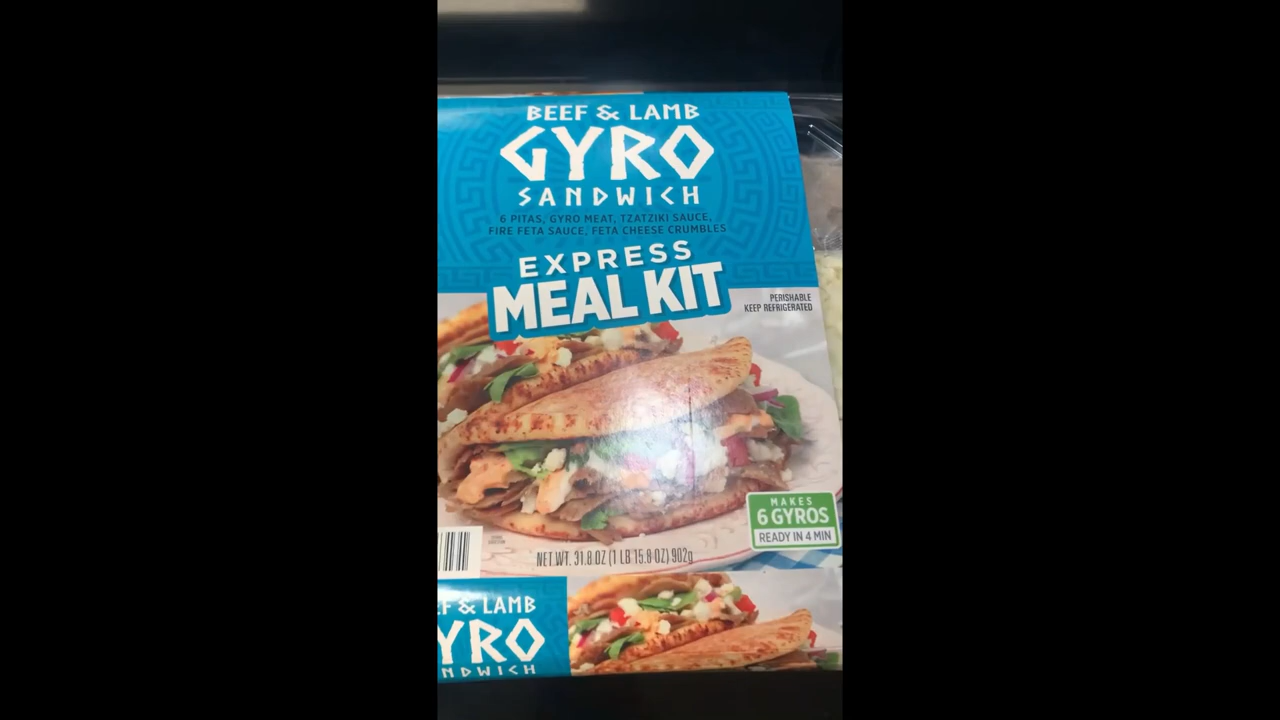 BEEF & LAMB
GYRO
SANDWICH
6 PITAS, GYRO MEAT, TZATZIKI SAUCE,
FIRE FETA SAUCE, FETA CHEESE CRUMBLES
EXPRESS
MEAL KIT
PERISHABLE
KEEP REFRIGERATED
MAKES
6 GYROS
READY IN 4 MIN
NET WT. 31.8 OZ (1 LB 15.8 OZ) 902g
EF & LAMB
YRO
NDWICH